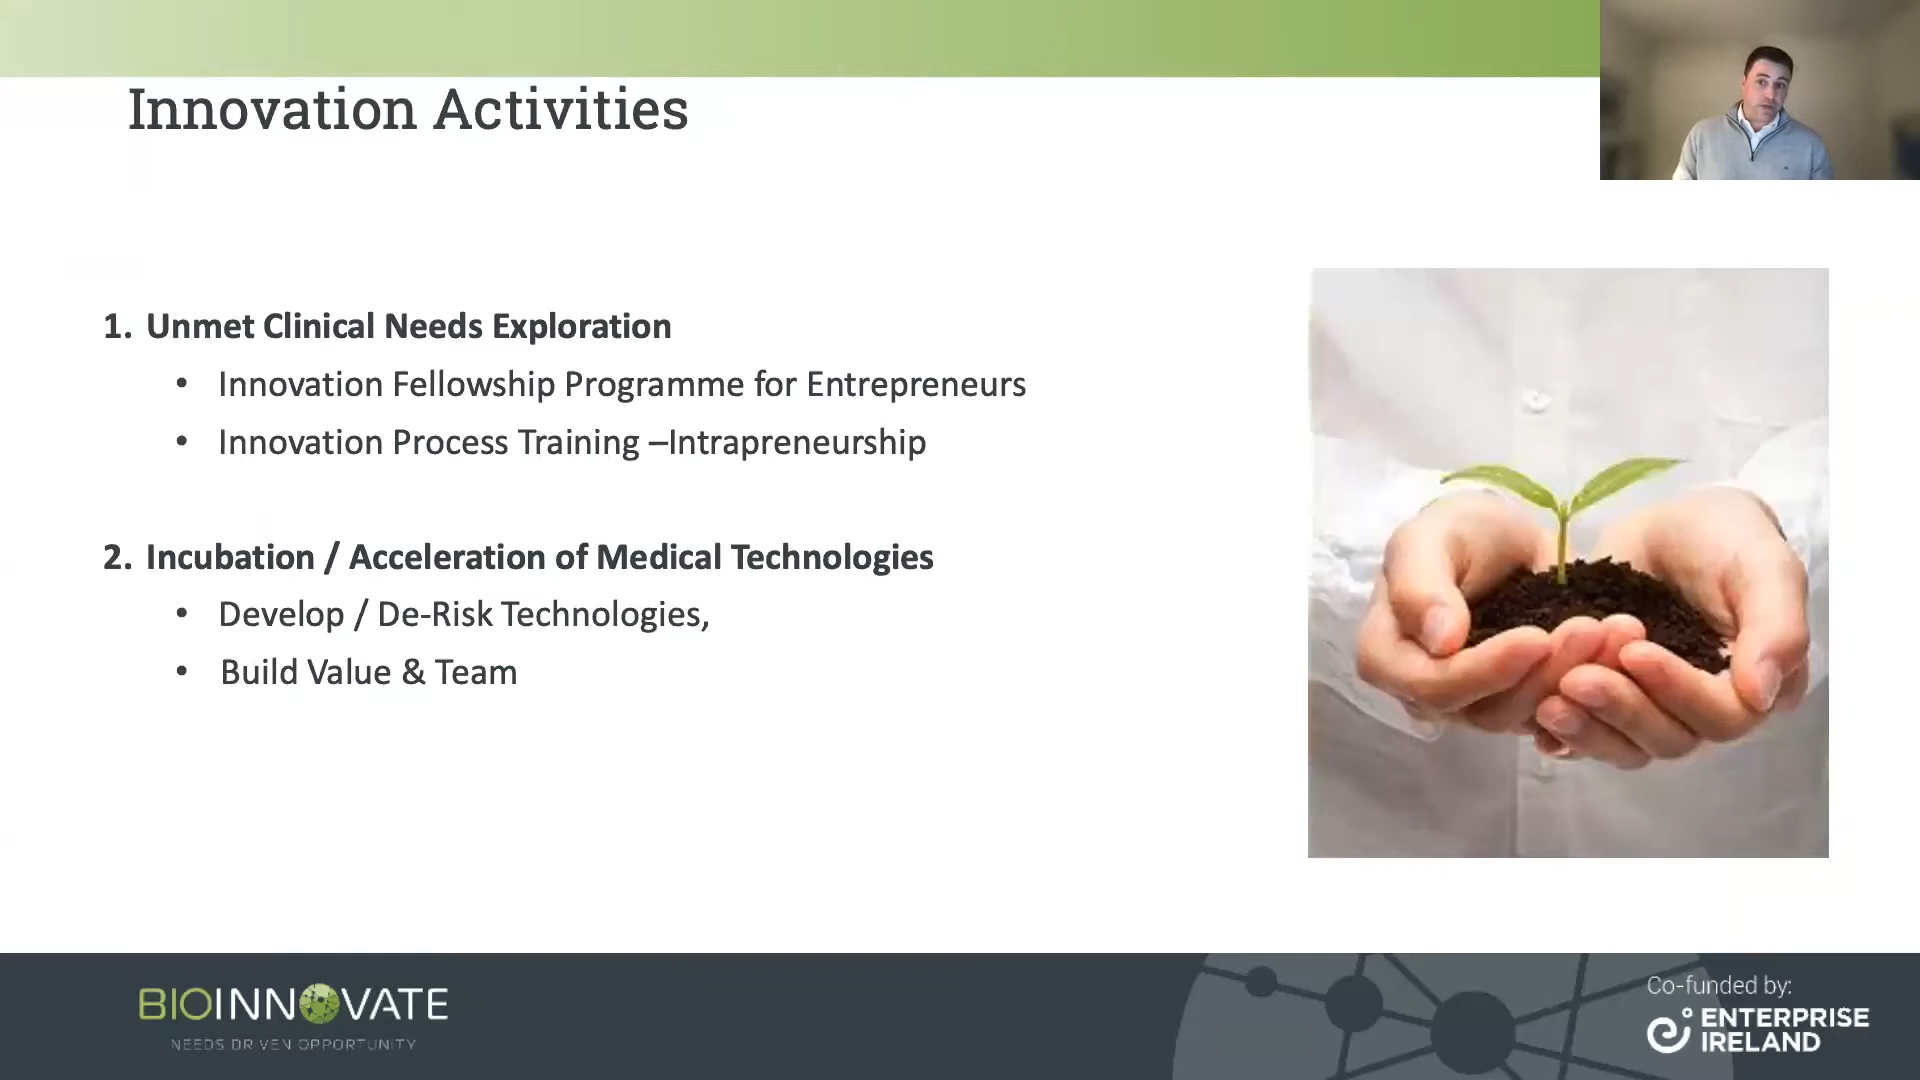 Innovation Activities
1. Unmet Clinical Needs Exploration
• Innovation Fellowship Programme for Entrepreneurs
• Innovation Process Training –Intrapreneurship
2. Incubation / Acceleration of Medical Technologies
• Develop / De-Risk Technologies,
• Build Value & Team
BIOINNOVATE
NEEDS DRIVEN OPPORTUNITY
Co-funded by:
ENTERPRISE
IRELAND